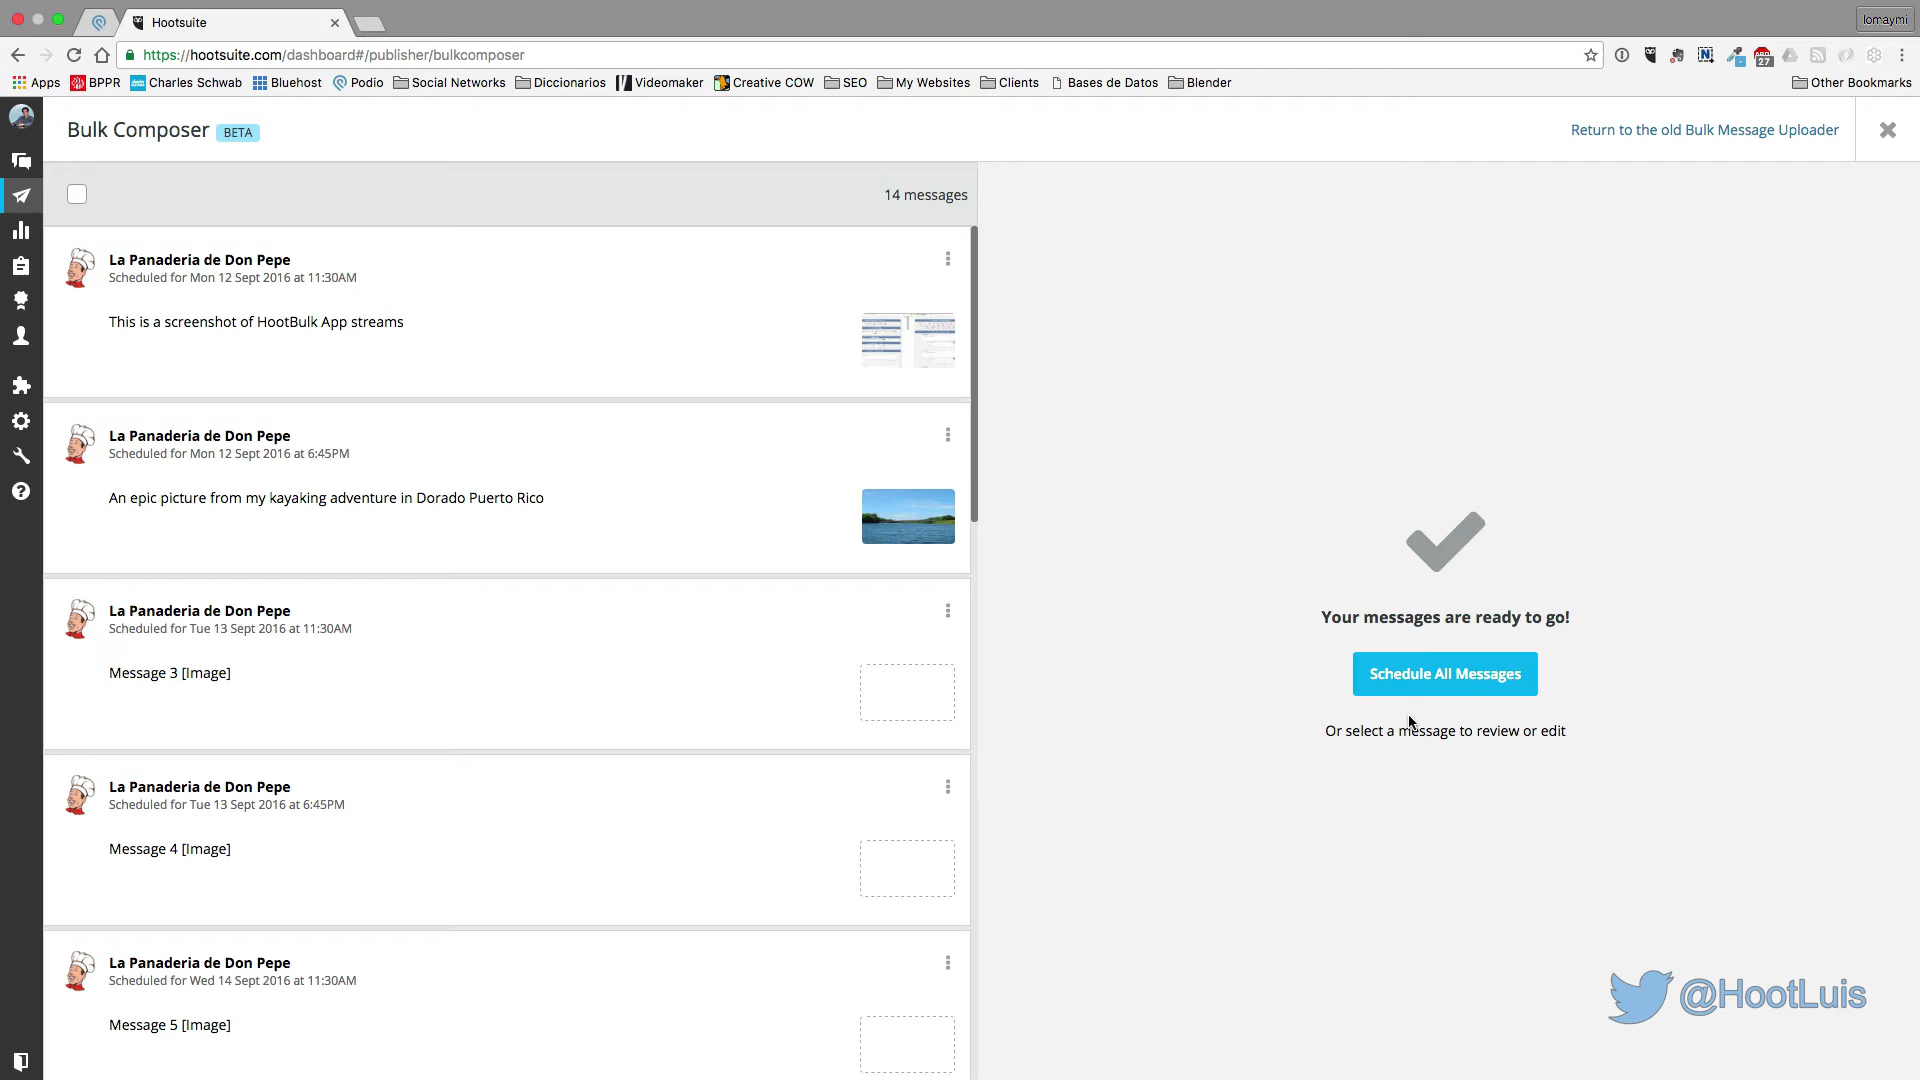 Hootsuite
lomaymi
https://hootsuite.com/dashboard#/publisher/bulkcomposer
27
Apps BPPR Charles Schwab Bluehost Podio Social Networks Diccionarios Videomaker Creative COW SEO My Websites Clients Bases de Datos Blender Other Bookmarks
Bulk Composer BETA
Return to the old Bulk Message Uploader
14 messages
La Panaderia de Don Pepe
Scheduled for Mon 12 Sept 2016 at 11:30AM
This is a screenshot of HootBulk App streams
La Panaderia de Don Pepe
Scheduled for Mon 12 Sept 2016 at 6:45PM
An epic picture from my kayaking adventure in Dorado Puerto Rico
La Panaderia de Don Pepe
Scheduled for Tue 13 Sept 2016 at 11:30AM
Message 3 [Image]
La Panaderia de Don Pepe
Scheduled for Tue 13 Sept 2016 at 6:45PM
Message 4 [Image]
La Panaderia de Don Pepe
Scheduled for Wed 14 Sept 2016 at 11:30AM
Message 5 [Image]
Your messages are ready to go!
Schedule All Messages
Or select a message to review or edit
@HootLuis